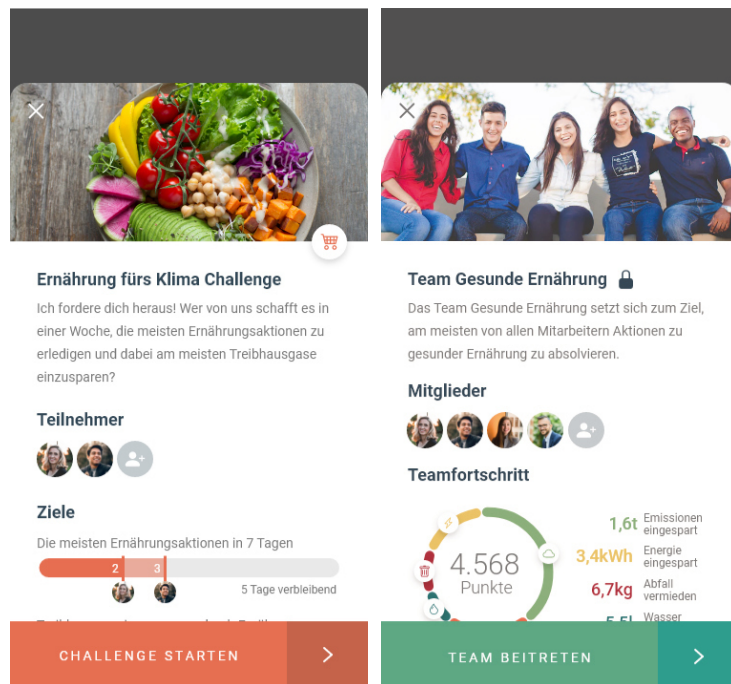 Ernährung fürs Klima Challenge
Ich fordere dich heraus! Wer von uns schafft es in
einer Woche, die meisten Ernährungsaktionen zu
erledigen und dabei am meisten Treibhausgase
einzusparen?
Teilnehmer
Ziele
Die meisten Ernährungsaktionen in 7 Tagen
2
3
5 Tage verbleibend
CHALLENGE STARTEN
Team Gesunde Ernährung
Das Team Gesunde Ernährung setzt sich zum Ziel,
am meisten von allen Mitarbeitern Aktionen zu
gesunder Ernährung zu absolvieren.
Mitglieder
Teamfortschritt
4.568
Punkte
1,6t Emissionen
eingespart
3,4kWh Energie
eingespart
6,7kg Abfall
vermieden
5,5l Wasser
TEAM BEITRETEN